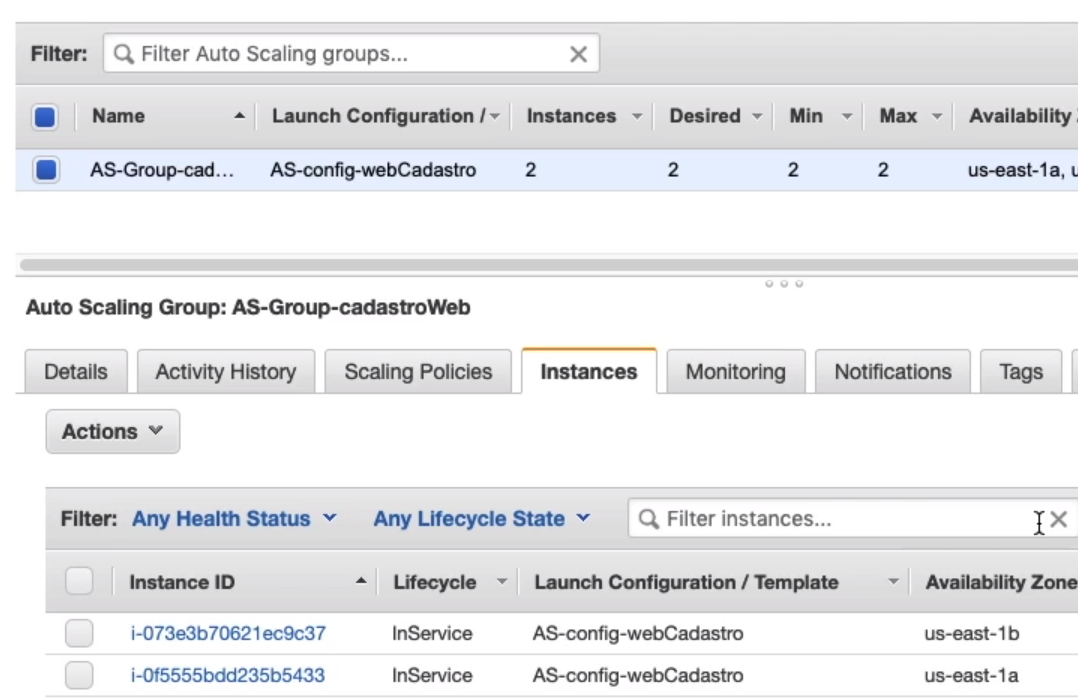 Filter: Filter Auto Scaling groups...
Name Launch Configuration / Instances Desired Min Max Availability
AS-Group-cad... AS-config-webCadastro 2 2 2 2 us-east-1a, u
Auto Scaling Group: AS-Group-cadastroWeb
Details Activity History Scaling Policies Instances Monitoring Notifications Tags
Actions
Filter: Any Health Status Any Lifecycle State Filter instances...
Instance ID Lifecycle Launch Configuration / Template Availability Zone
i-073e3b70621ec9c37 InService AS-config-webCadastro us-east-1b
i-0f5555bdd235b5433 InService AS-config-webCadastro us-east-1a